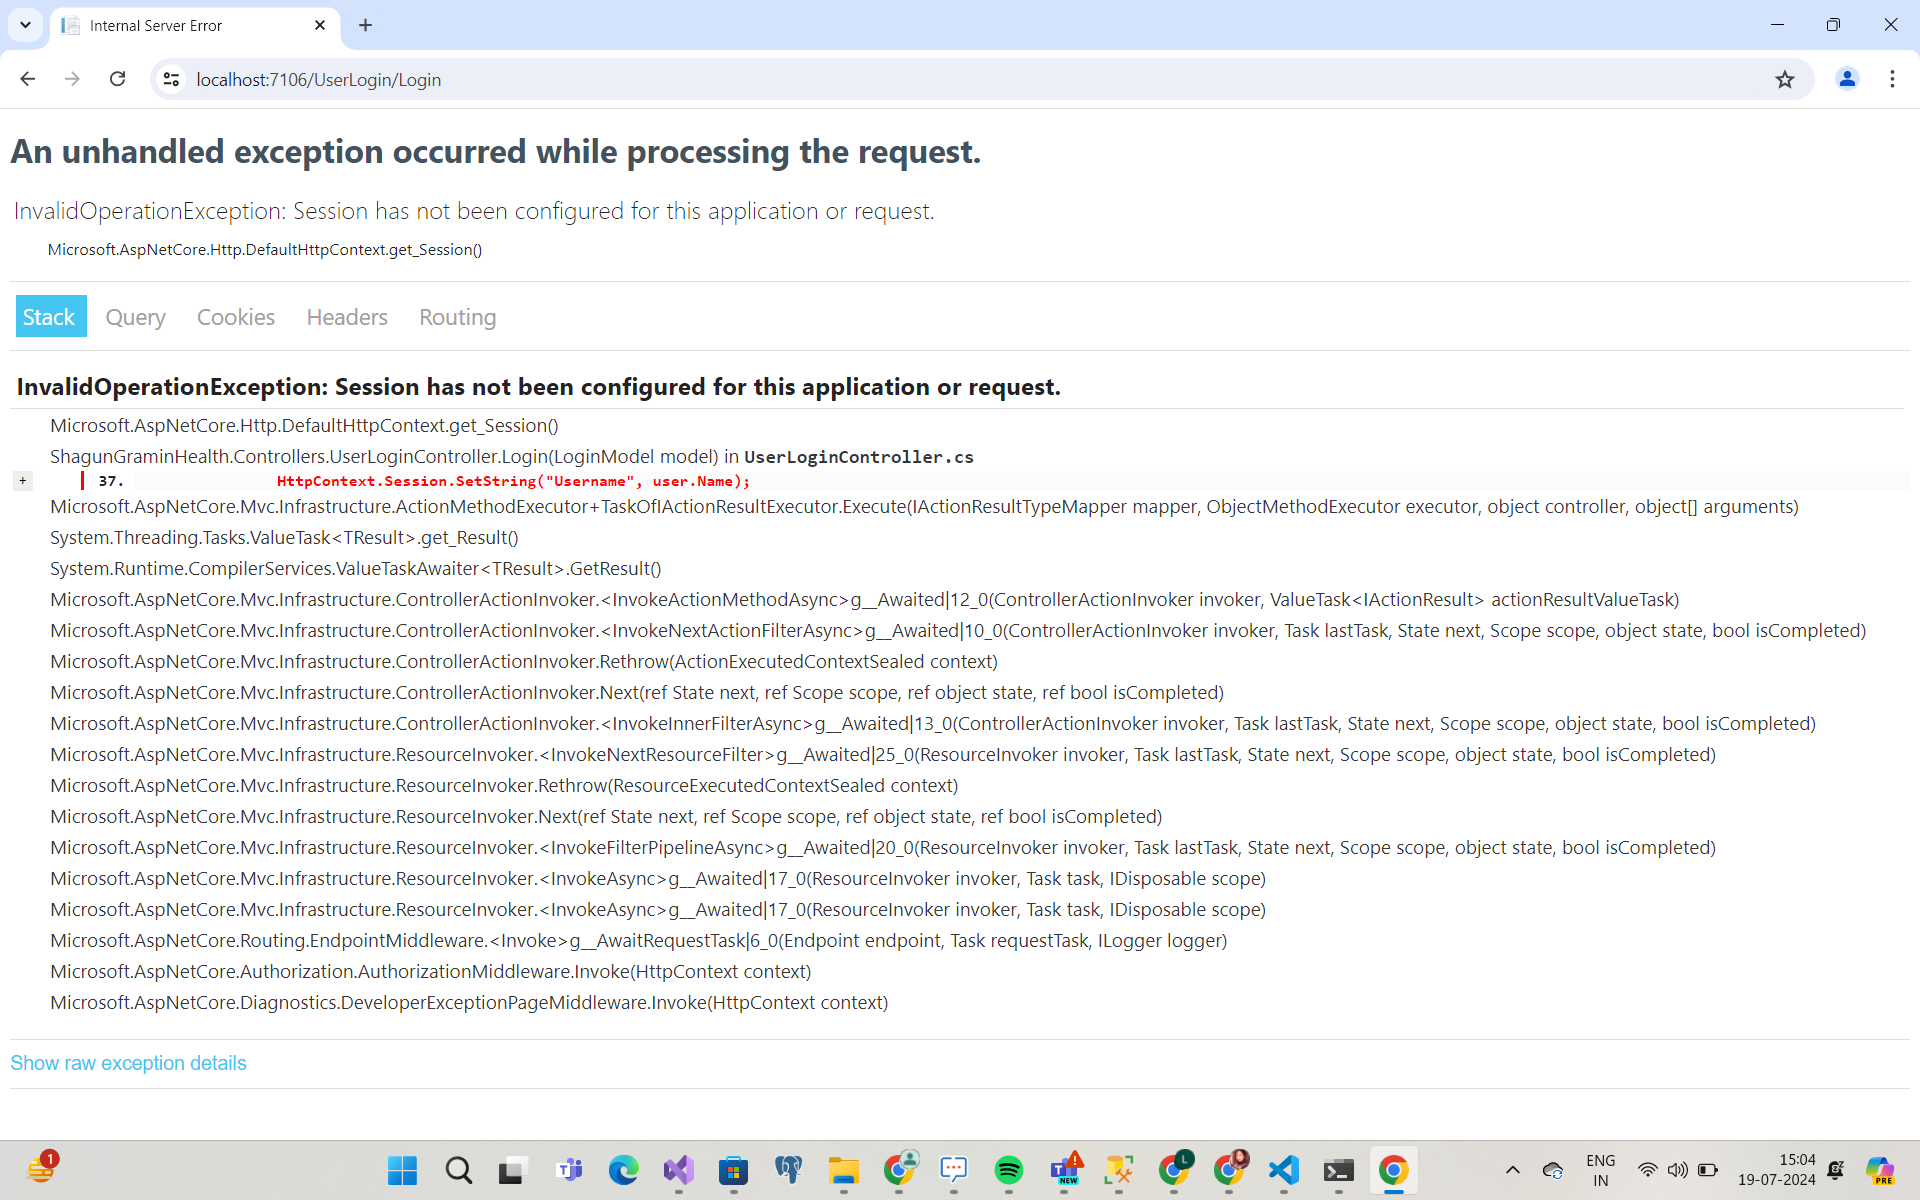 Internal Server Error
localhost:7106/UserLogin/Login
An unhandled exception occurred while processing the request.
InvalidOperationException: Session has not been configured for this application or request.
Microsoft.AspNetCore.Http.DefaultHttpContext.get_Session()
Stack Query Cookies Headers Routing
InvalidOperationException: Session has not been configured for this application or request.
Microsoft.AspNetCore.Http.DefaultHttpContext.get_Session()
ShagunGraminHealth.Controllers.UserLoginController.Login(LoginModel model) in UserLoginController.cs
+ 37. HttpContext.Session.SetString("Username", user.Name);
Microsoft.AspNetCore.Mvc.Infrastructure.ActionMethodExecutor+TaskOfIActionResultExecutor.Execute(IActionResultTypeMapper mapper, ObjectMethodExecutor executor, object controller, object[] arguments)
System.Threading.Tasks.ValueTask<TResult>.get_Result()
System.Runtime.CompilerServices.ValueTaskAwaiter<TResult>.GetResult()
Microsoft.AspNetCore.Mvc.Infrastructure.ControllerActionInvoker.<InvokeActionMethodAsync>g__Awaited|12_0(ControllerActionInvoker invoker, ValueTask<IActionResult> actionResultValueTask)
Microsoft.AspNetCore.Mvc.Infrastructure.ControllerActionInvoker.<InvokeNextActionFilterAsync>g__Awaited|10_0(ControllerActionInvoker invoker, Task lastTask, State next, Scope scope, object state, bool isCompleted)
Microsoft.AspNetCore.Mvc.Infrastructure.ControllerActionInvoker.Rethrow(ActionExecutedContextSealed context)
Microsoft.AspNetCore.Mvc.Infrastructure.ControllerActionInvoker.Next(ref State next, ref Scope scope, ref object state, ref bool isCompleted)
Microsoft.AspNetCore.Mvc.Infrastructure.ControllerActionInvoker.<InvokeInnerFilterAsync>g__Awaited|13_0(ControllerActionInvoker invoker, Task lastTask, State next, Scope scope, object state, bool isCompleted)
Microsoft.AspNetCore.Mvc.Infrastructure.ResourceInvoker.<InvokeNextResourceFilter>g__Awaited|25_0(ResourceInvoker invoker, Task lastTask, State next, Scope scope, object state, bool isCompleted)
Microsoft.AspNetCore.Mvc.Infrastructure.ResourceInvoker.Rethrow(ResourceExecutedContextSealed context)
Microsoft.AspNetCore.Mvc.Infrastructure.ResourceInvoker.Next(ref State next, ref Scope scope, ref object state, ref bool isCompleted)
Microsoft.AspNetCore.Mvc.Infrastructure.ResourceInvoker.<InvokeFilterPipelineAsync>g__Awaited|20_0(ResourceInvoker invoker, Task lastTask, State next, Scope scope, object state, bool isCompleted)
Microsoft.AspNetCore.Mvc.Infrastructure.ResourceInvoker.<InvokeAsync>g__Awaited|17_0(ResourceInvoker invoker, Task task, IDisposable scope)
Microsoft.AspNetCore.Mvc.Infrastructure.ResourceInvoker.<InvokeAsync>g__Awaited|17_0(ResourceInvoker invoker, Task task, IDisposable scope)
Microsoft.AspNetCore.Routing.EndpointMiddleware.<Invoke>g__AwaitRequestTask|6_0(Endpoint endpoint, Task requestTask, ILogger logger)
Microsoft.AspNetCore.Authorization.AuthorizationMiddleware.Invoke(HttpContext context)
Microsoft.AspNetCore.Diagnostics.DeveloperExceptionPageMiddleware.Invoke(HttpContext context)
Show raw exception details
1
NEW
L
ENG
IN
15:04
19-07-2024
PRE